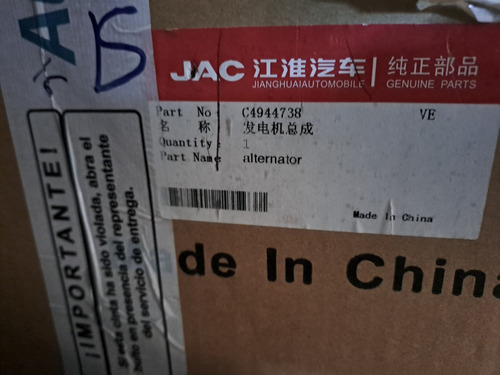 JAC 江淮汽车 | 纯正部品
JIANGHUAIAUTOMOBILE GENUINE PARTS
Part No C4944738 VE
名 称 发电机总成
Quantity: 1
Part Name alternator
Made In China
de In China
¡IMPORTANTE!
Si esta cinta ha sido violada, abra el
bulto en presencia del representante
del servicio de entrega.